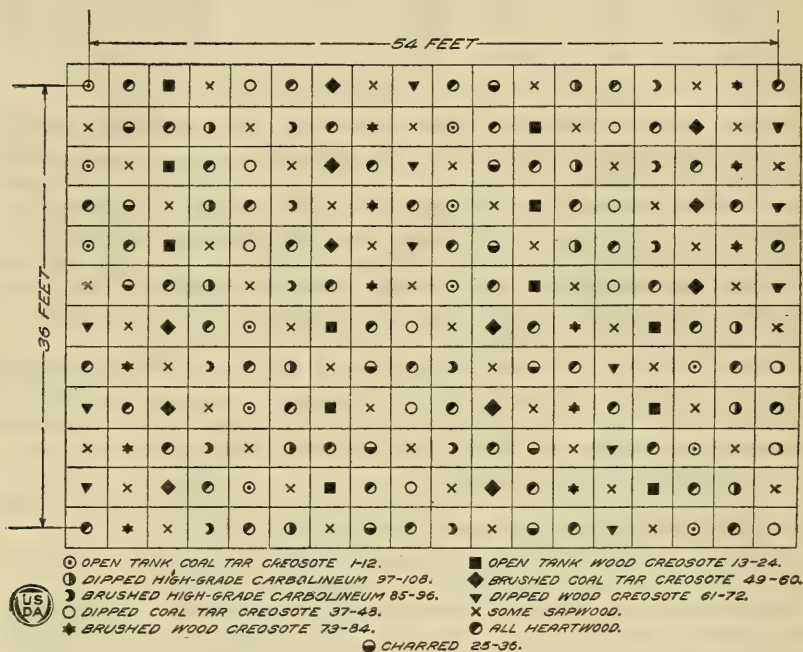 54 FEET
36 FEET
OPEN TANK COAL TAR CREOSOTE 1-12.
DIPPED HIGH-GRADE CARBOLINEUM 97-108.
BRUSHED HIGH-GRADE CARBOLINEUM 85-96.
DIPPED COAL TAR CREOSOTE 37-48.
BRUSHED WOOD CREOSOTE 73-84.
OPEN TANK WOOD CREOSOTE 13-24.
BRUSHED COAL TAR CREOSOTE 49-60.
DIPPED WOOD CREOSOTE 61-72.
SOME SAPWOOD.
ALL HEARTWOOD.
CHARRED 25-36.
US
DA